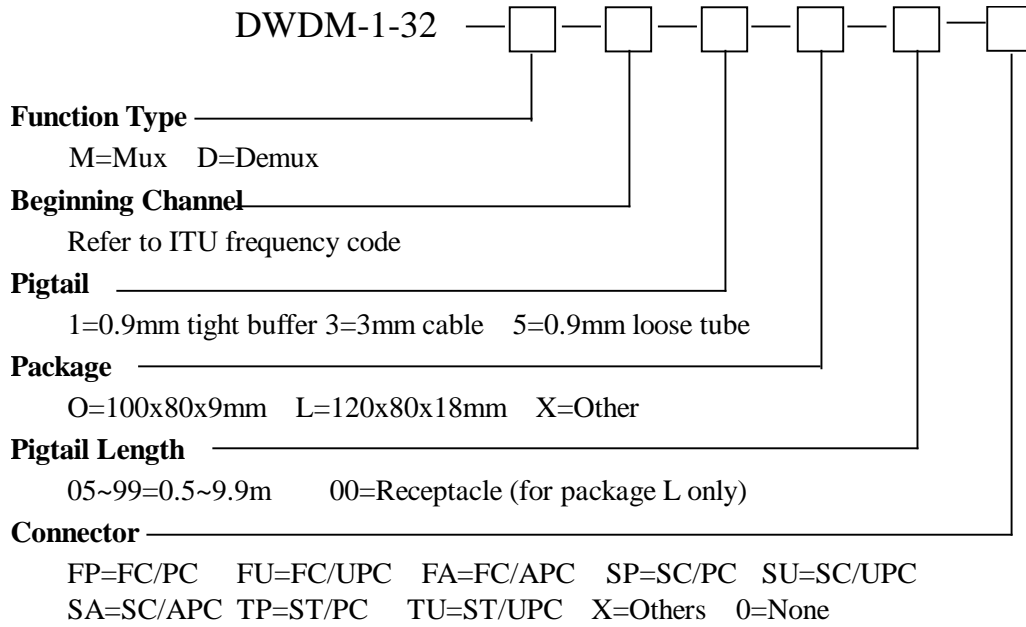 DWDM-1-32
Function Type
M=Mux D=Demux
Beginning Channel
Refer to ITU frequency code
Pigtail
1=0.9mm tight buffer 3=3mm cable 5=0.9mm loose tube
Package
O=100x80x9mm L=120x80x18mm X=Other
Pigtail Length
05~99=0.5~9.9m 00=Receptacle (for package L only)
Connector
FP=FC/PC FU=FC/UPC FA=FC/APC SP=SC/PC SU=SC/UPC
SA=SC/APC TP=ST/PC TU=ST/UPC X=Others 0=None